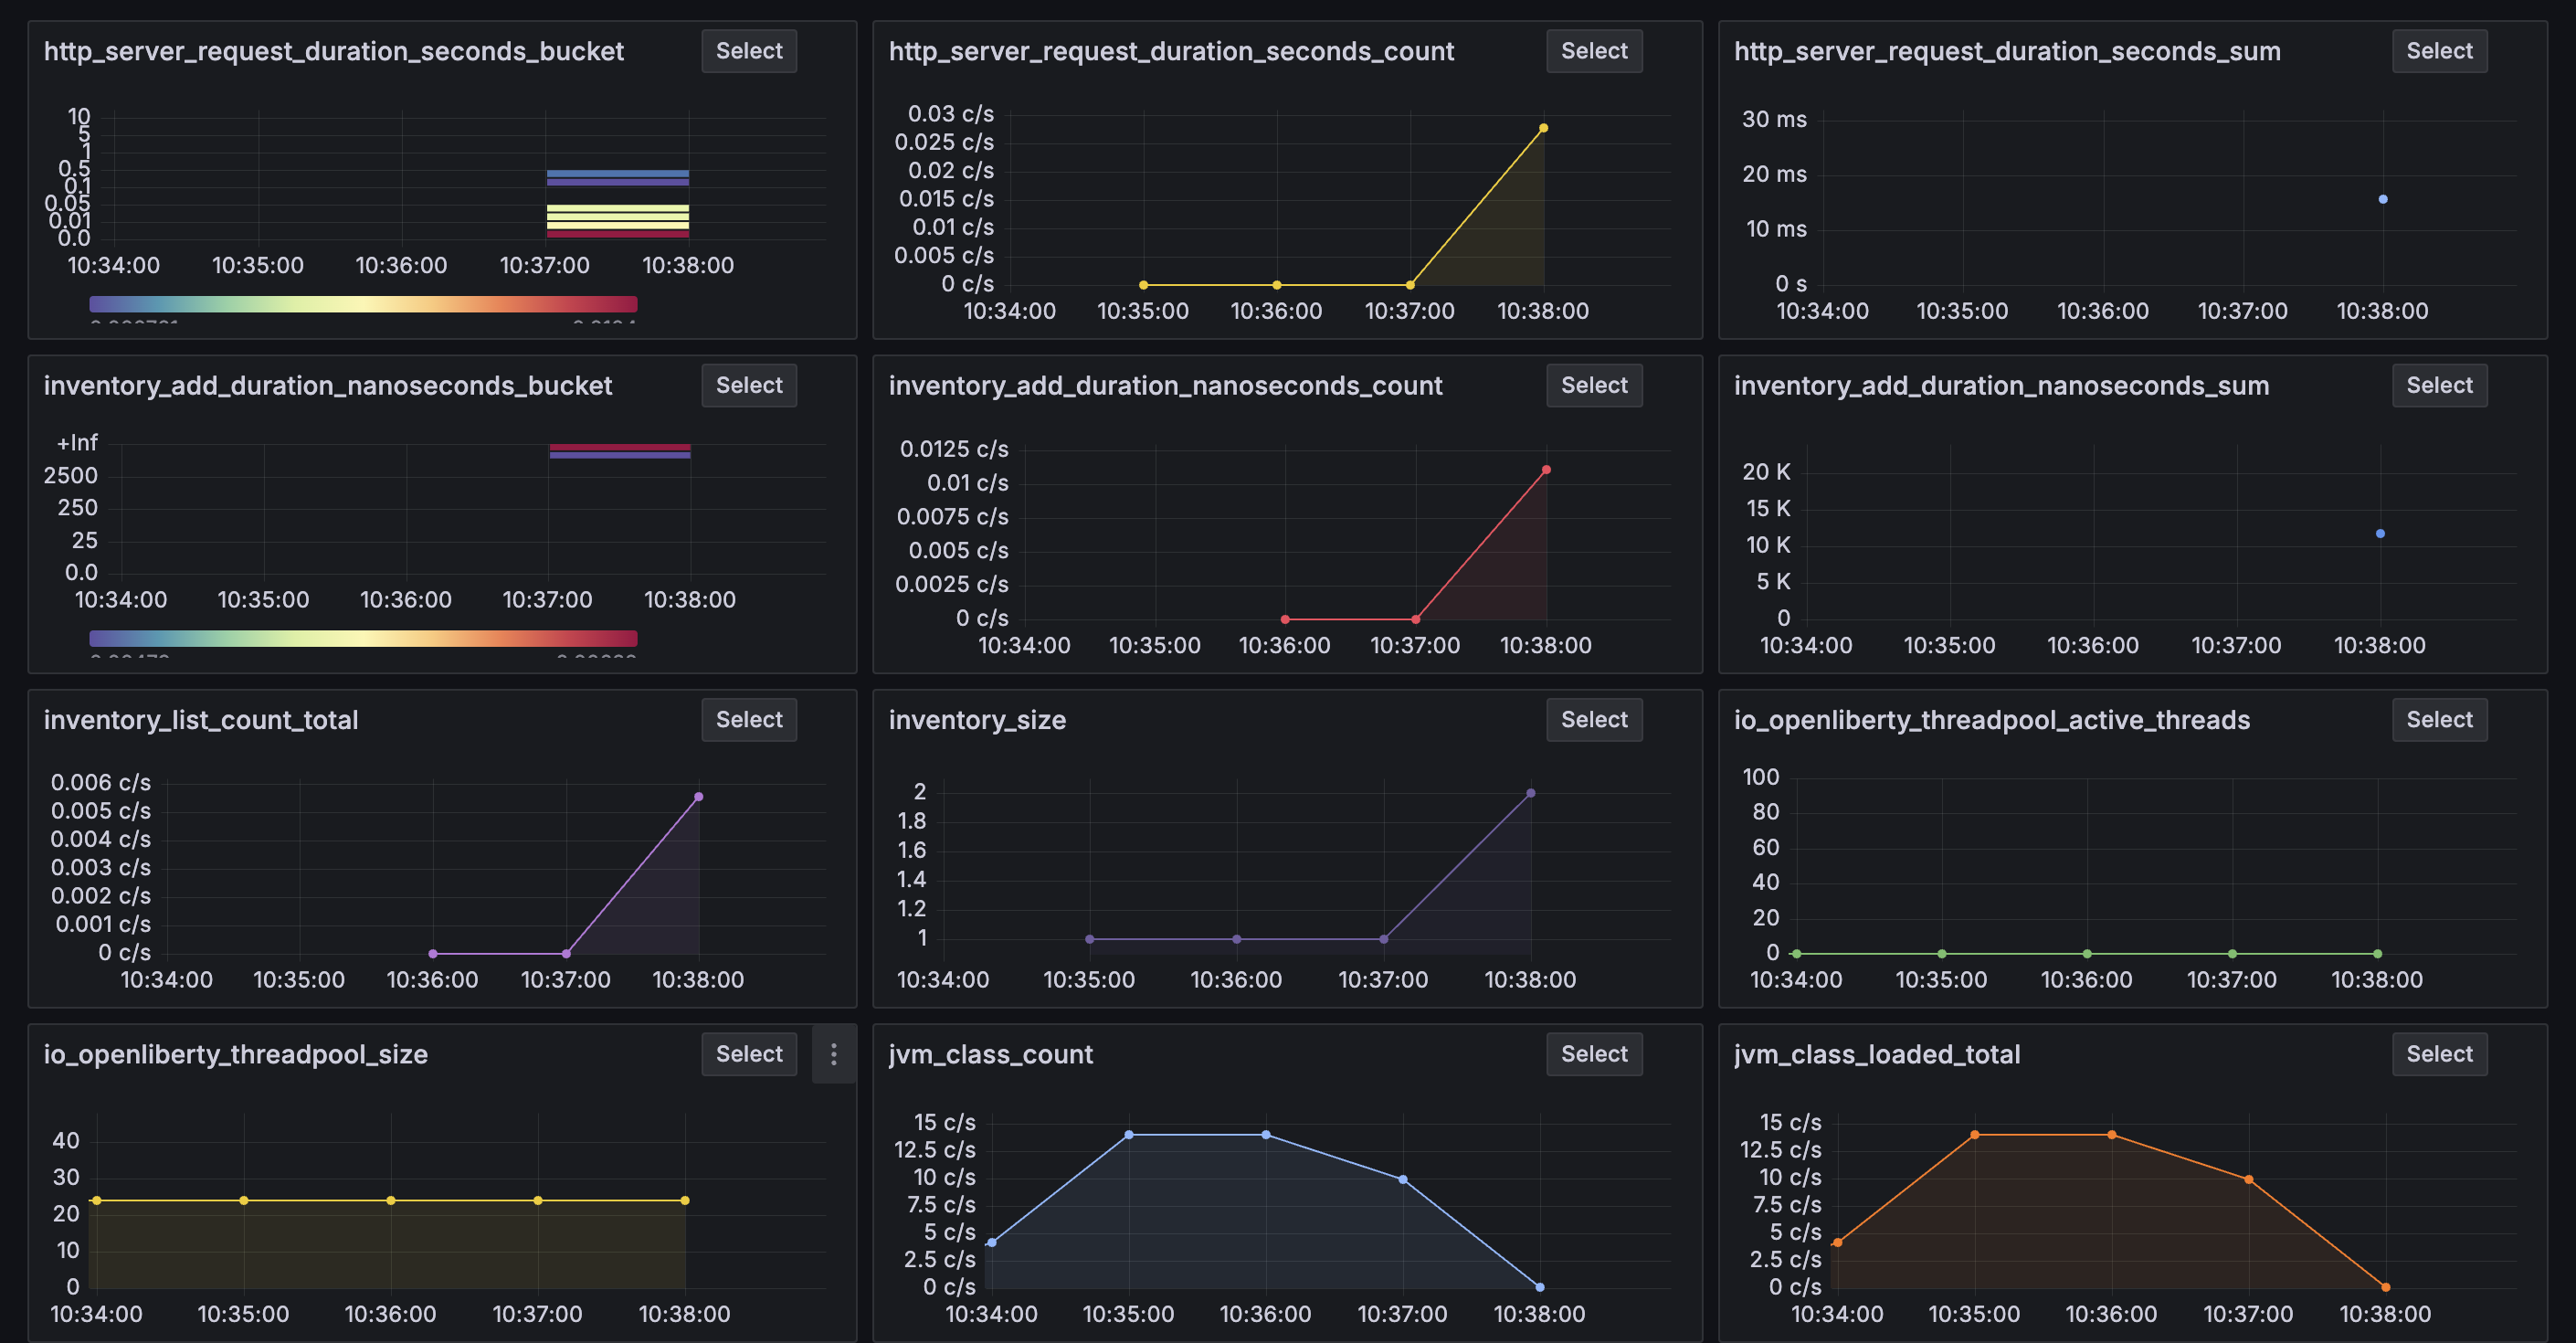 http_server_request_duration_seconds_bucket Select
10
5
1
0.5
0.1
0.05
0.01
0.0
10:34:00 10:35:00 10:36:00 10:37:00 10:38:00
http_server_request_duration_seconds_count Select
0.03 c/s
0.025 c/s
0.02 c/s
0.015 c/s
0.01 c/s
0.005 c/s
0 c/s
10:34:00 10:35:00 10:36:00 10:37:00 10:38:00
http_server_request_duration_seconds_sum Select
30 ms
20 ms
10 ms
0 s
10:34:00 10:35:00 10:36:00 10:37:00 10:38:00
inventory_add_duration_nanoseconds_bucket Select
+Inf
2500
250
25
0.0
10:34:00 10:35:00 10:36:00 10:37:00 10:38:00
inventory_add_duration_nanoseconds_count Select
0.0125 c/s
0.01 c/s
0.0075 c/s
0.005 c/s
0.0025 c/s
0 c/s
10:34:00 10:35:00 10:36:00 10:37:00 10:38:00
inventory_add_duration_nanoseconds_sum Select
20 K
15 K
10 K
5 K
0
10:34:00 10:35:00 10:36:00 10:37:00 10:38:00
inventory_list_count_total Select
0.006 c/s
0.005 c/s
0.004 c/s
0.003 c/s
0.002 c/s
0.001 c/s
0 c/s
10:34:00 10:35:00 10:36:00 10:37:00 10:38:00
inventory_size Select
2
1.8
1.6
1.4
1.2
1
10:34:00 10:35:00 10:36:00 10:37:00 10:38:00
io_openliberty_threadpool_active_threads Select
100
80
60
40
20
0
10:34:00 10:35:00 10:36:00 10:37:00 10:38:00
io_openliberty_threadpool_size Select
40
30
20
10
0
10:34:00 10:35:00 10:36:00 10:37:00 10:38:00
jvm_class_count Select
15 c/s
12.5 c/s
10 c/s
7.5 c/s
5 c/s
2.5 c/s
0 c/s
10:34:00 10:35:00 10:36:00 10:37:00 10:38:00
jvm_class_loaded_total Select
15 c/s
12.5 c/s
10 c/s
7.5 c/s
5 c/s
2.5 c/s
0 c/s
10:34:00 10:35:00 10:36:00 10:37:00 10:38:00